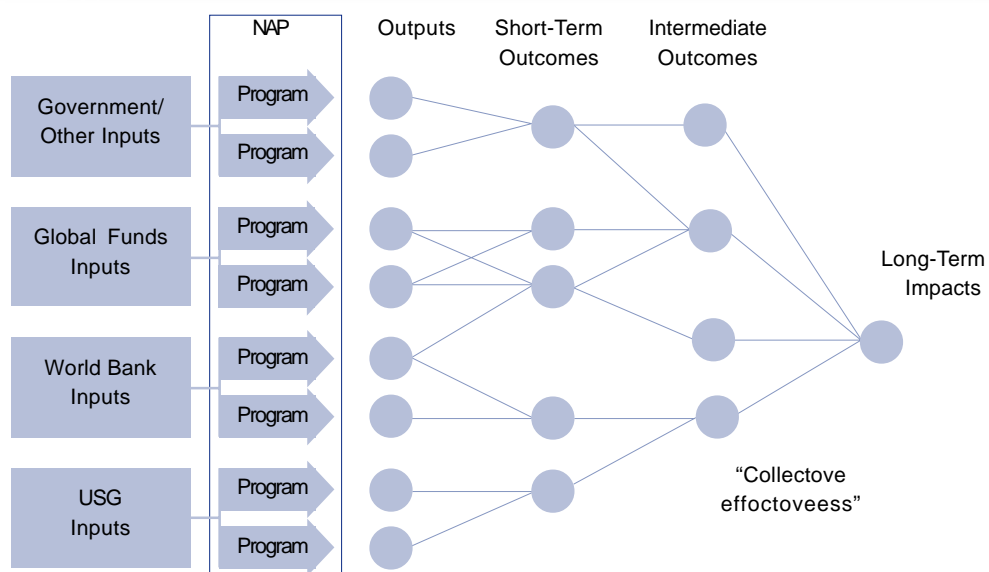 NAP
Outputs
Short-Term
Outcomes
Intermediate
Outcomes
Government/
Other Inputs
Program
Program
Global Funds
Inputs
Program
Program
Long-Term
Impacts
World Bank
Inputs
Program
Program
USG
Inputs
Program
Program
“Collectove
effoctoveess”